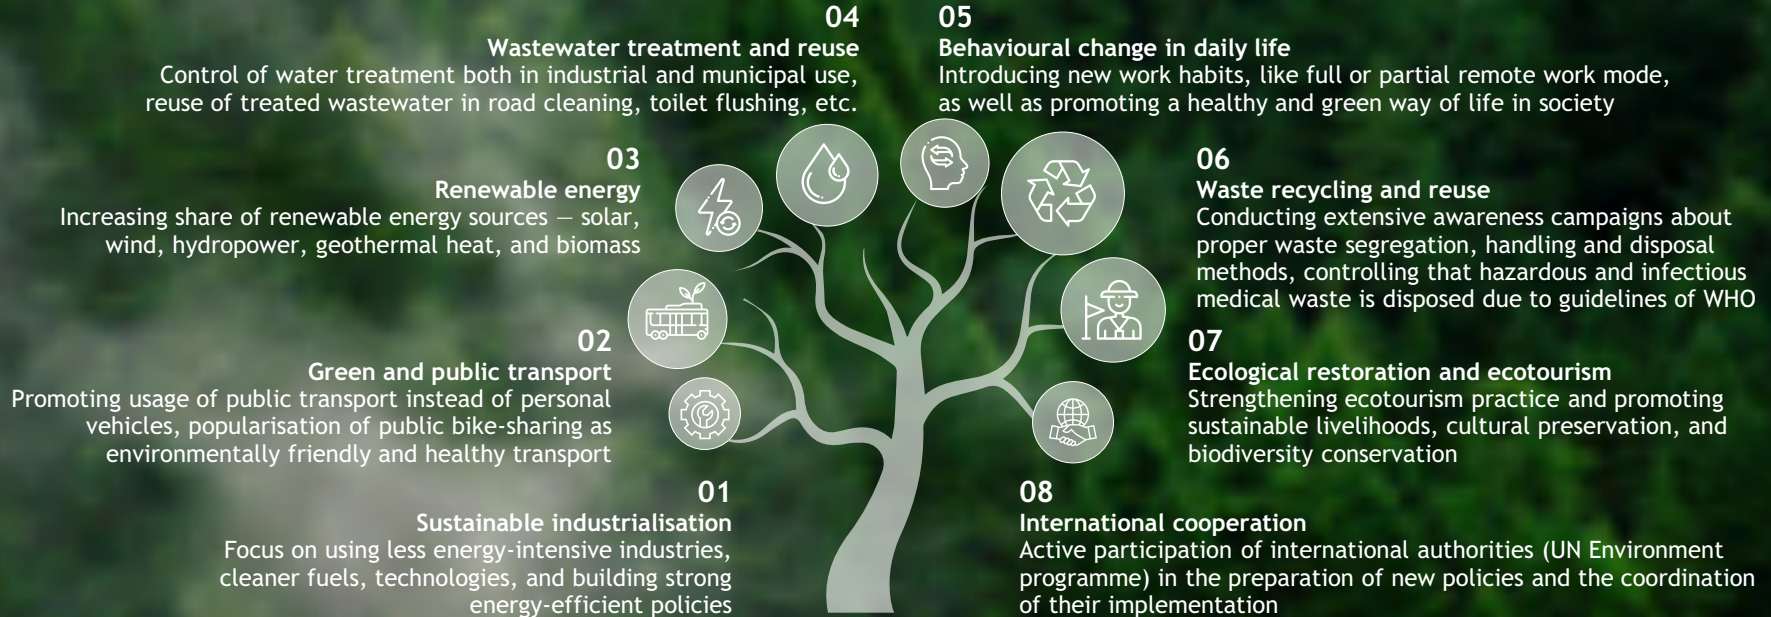 01
Sustainable industrialisation
Focus on using less energy-intensive industries,
cleaner fuels, technologies, and building strong
energy-efficient policies
02
Green and public transport
Promoting usage of public transport instead of personal
vehicles, popularisation of public bike-sharing as
environmentally friendly and healthy transport
03
Renewable energy
Increasing share of renewable energy sources — solar,
wind, hydropower, geothermal heat, and biomass
04
Wastewater treatment and reuse
Control of water treatment both in industrial and municipal use,
reuse of treated wastewater in road cleaning, toilet flushing, etc.
05
Behavioural change in daily life
Introducing new work habits, like full or partial remote work mode,
as well as promoting a healthy and green way of life in society
06
Waste recycling and reuse
Conducting extensive awareness campaigns about
proper waste segregation, handling and disposal
methods, controlling that hazardous and infectious
medical waste is disposed due to guidelines of WHO
07
Ecological restoration and ecotourism
Strengthening ecotourism practice and promoting
sustainable livelihoods, cultural preservation, and
biodiversity conservation
08
International cooperation
Active participation of international authorities (UN Environment
programme) in the preparation of new policies and the coordination
of their implementation